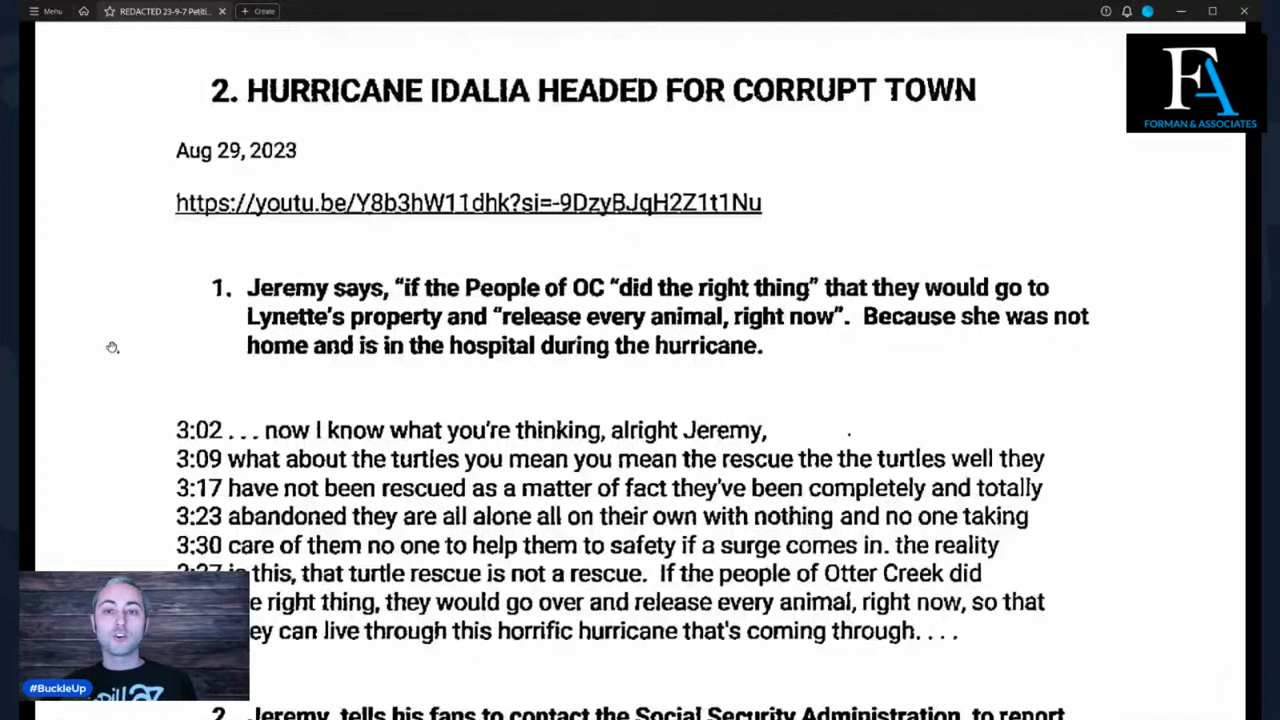 Menu
REDACTED 23-9-7 Petiti...
Create
FA
FORMAN & ASSOCIATES
2. HURRICANE IDALIA HEADED FOR CORRUPT TOWN
Aug 29, 2023
https://youtu.be/Y8b3hW11dhk?si=-9DzyBJqH2Z1t1Nu
1. Jeremy says, “if the People of OC “did the right thing” that they would go to
Lynette’s property and “release every animal, right now”. Because she was not
home and is in the hospital during the hurricane.
3:02 . . . now I know what you’re thinking, alright Jeremy,
3:09 what about the turtles you mean you mean the rescue the the turtles well they
3:17 have not been rescued as a matter of fact they’ve been completely and totally
3:23 abandoned they are all alone all on their own with nothing and no one taking
3:30 care of them no one to help them to safety if a surge comes in. the reality
this, that turtle rescue is not a rescue. If the people of Otter Creek did
right thing, they would go over and release every animal, right now, so that
can live through this horrific hurricane that's coming through. . . .
#BuckleUp
2. Jeremy, tells his fans to contact the Social Security Administration, to report